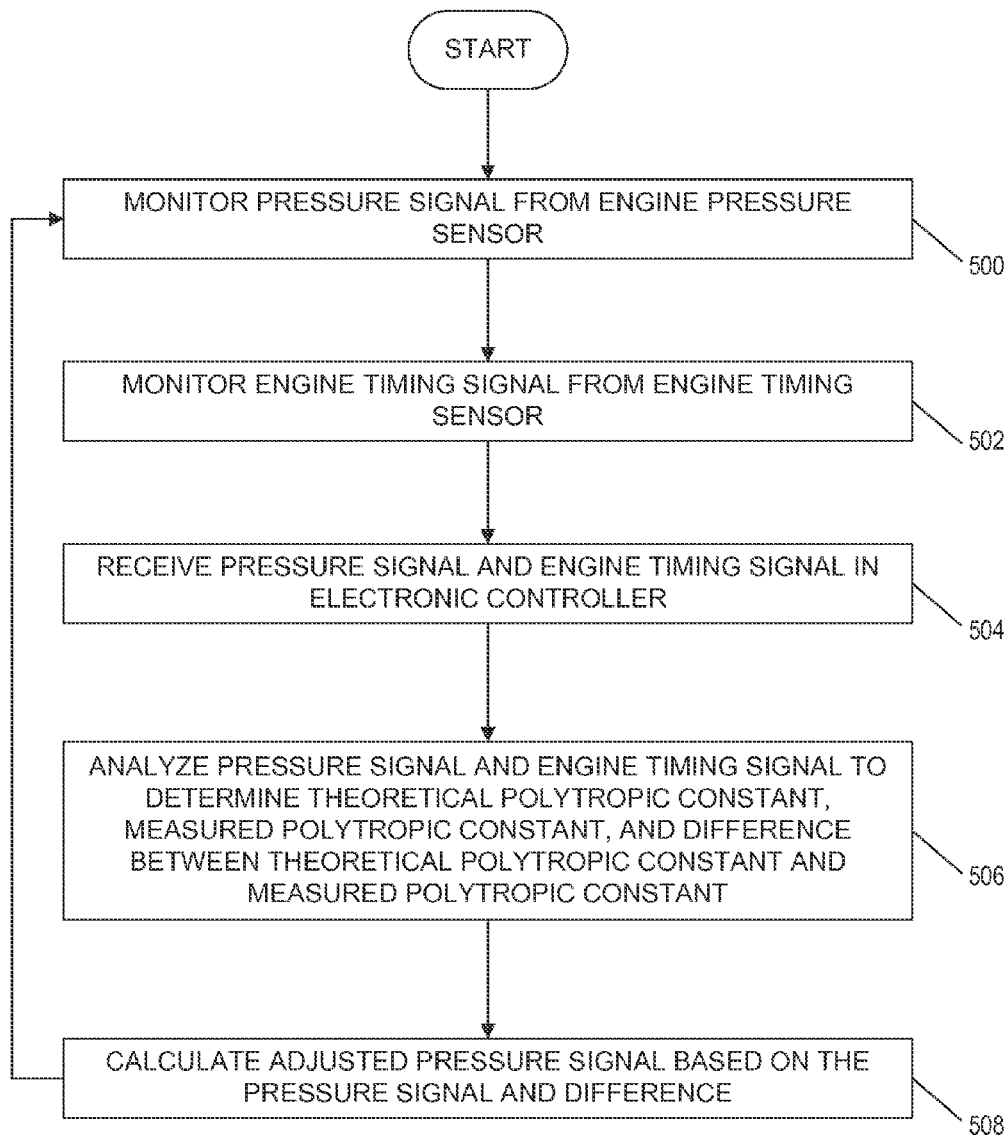 START
MONITOR PRESSURE SIGNAL FROM ENGINE PRESSURE
SENSOR
500
MONITOR ENGINE TIMING SIGNAL FROM ENGINE TIMING
SENSOR
502
RECEIVE PRESSURE SIGNAL AND ENGINE TIMING SIGNAL IN
ELECTRONIC CONTROLLER
504
ANALYZE PRESSURE SIGNAL AND ENGINE TIMING SIGNAL TO
DETERMINE THEORETICAL POLYTROPIC CONSTANT,
MEASURED POLYTROPIC CONSTANT, AND DIFFERENCE
BETWEEN THEORETICAL POLYTROPIC CONSTANT AND
MEASURED POLYTROPIC CONSTANT
506
CALCULATE ADJUSTED PRESSURE SIGNAL BASED ON THE
PRESSURE SIGNAL AND DIFFERENCE
508